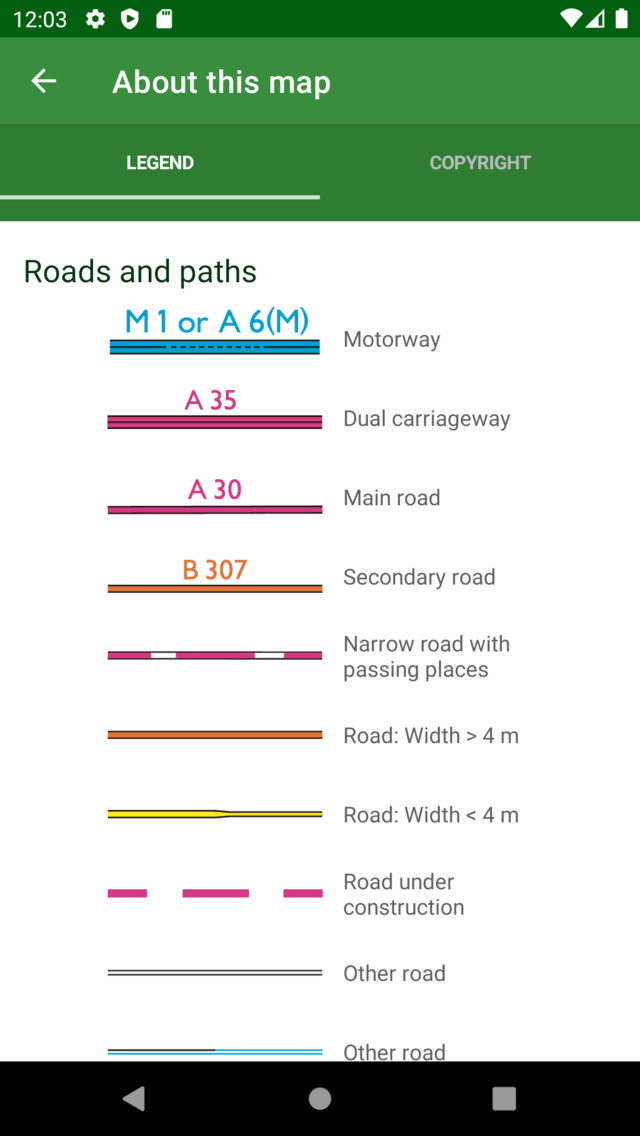 12:03
About this map
LEGEND
COPYRIGHT
Roads and paths
M 1 or A 6(M)
Motorway
A 35
Dual carriageway
A 30
Main road
B 307
Secondary road
Narrow road with
passing places
Road: Width > 4 m
Road: Width < 4 m
Road under
construction
Other road
Other road